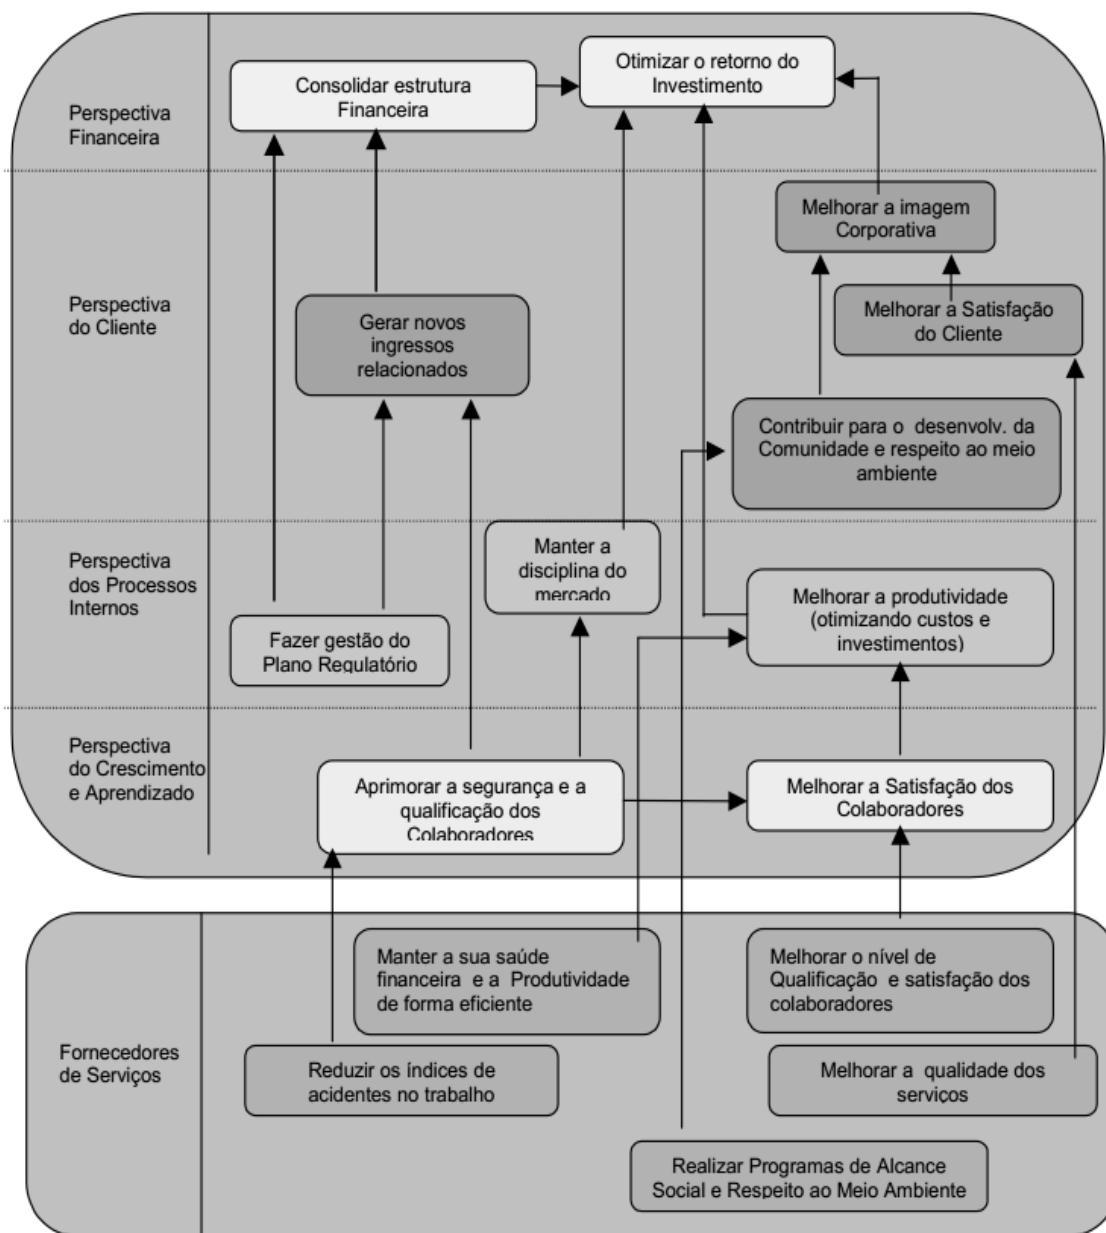 Perspectiva
Financeira
Consolidar estrutura
Financeira
Otimizar o retorno do
Investimento
Perspectiva
do Cliente
Melhorar a imagem
Corporativa
Melhorar a Satisfação
do Cliente
Gerar novos
ingressos
relacionados
Contribuir para o desenvolv. da
Comunidade e respeito ao meio
ambiente
Perspectiva
dos Processos
Internos
Manter a
disciplina do
mercado
Melhorar a produtividade
(otimizando custos e
investimentos)
Fazer gestão do
Plano Regulatório
Perspectiva
do Crescimento
e Aprendizado
Aprimorar a segurança e a
qualificação dos
Colaboradores
Melhorar a Satisfação dos
Colaboradores
Fornecedores
de Serviços
Manter a sua saúde
financeira e a Produtividade
de forma eficiente
Melhorar o nível de
Qualificação e satisfação dos
colaboradores
Reduzir os índices de
acidentes no trabalho
Melhorar a qualidade dos
serviços
Realizar Programas de Alcance
Social e Respeito ao Meio Ambiente